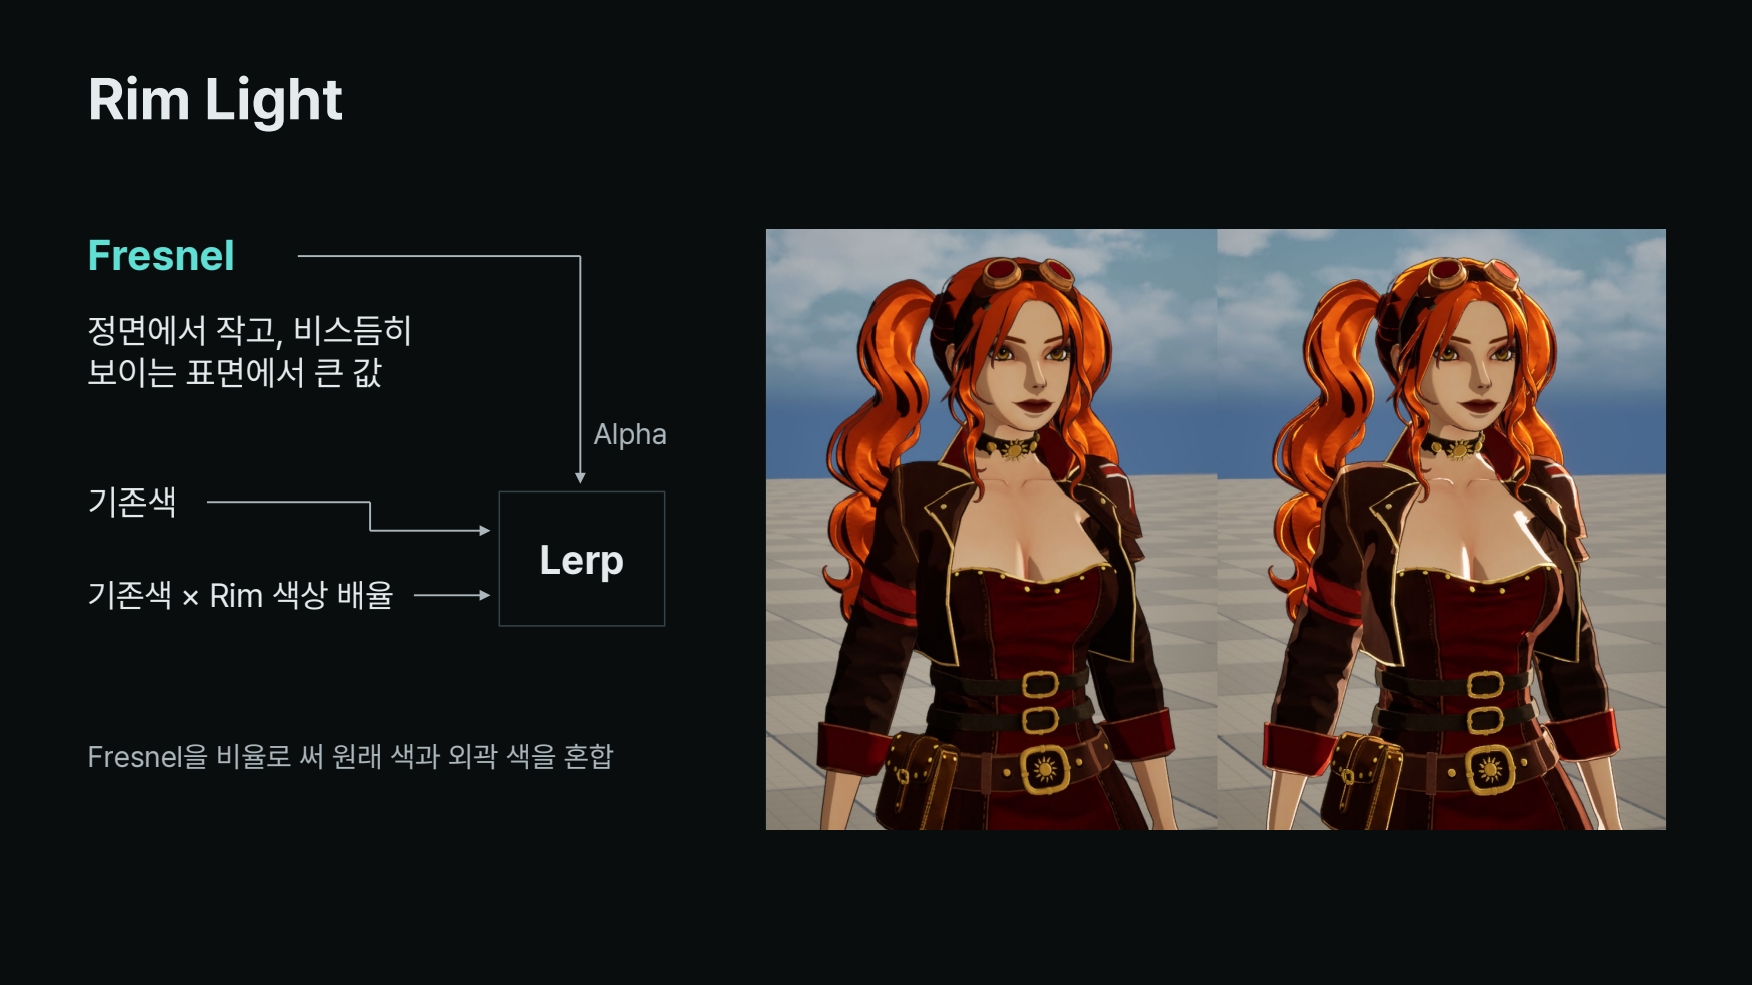 Rim Light
Fresnel
정면에서 작고, 비스듬히
보이는 표면에서 큰 값
Alpha
기존색
Lerp
기존색 × Rim 색상 배율
Fresnel을 비율로 써 원래 색과 외곽 색을 혼합